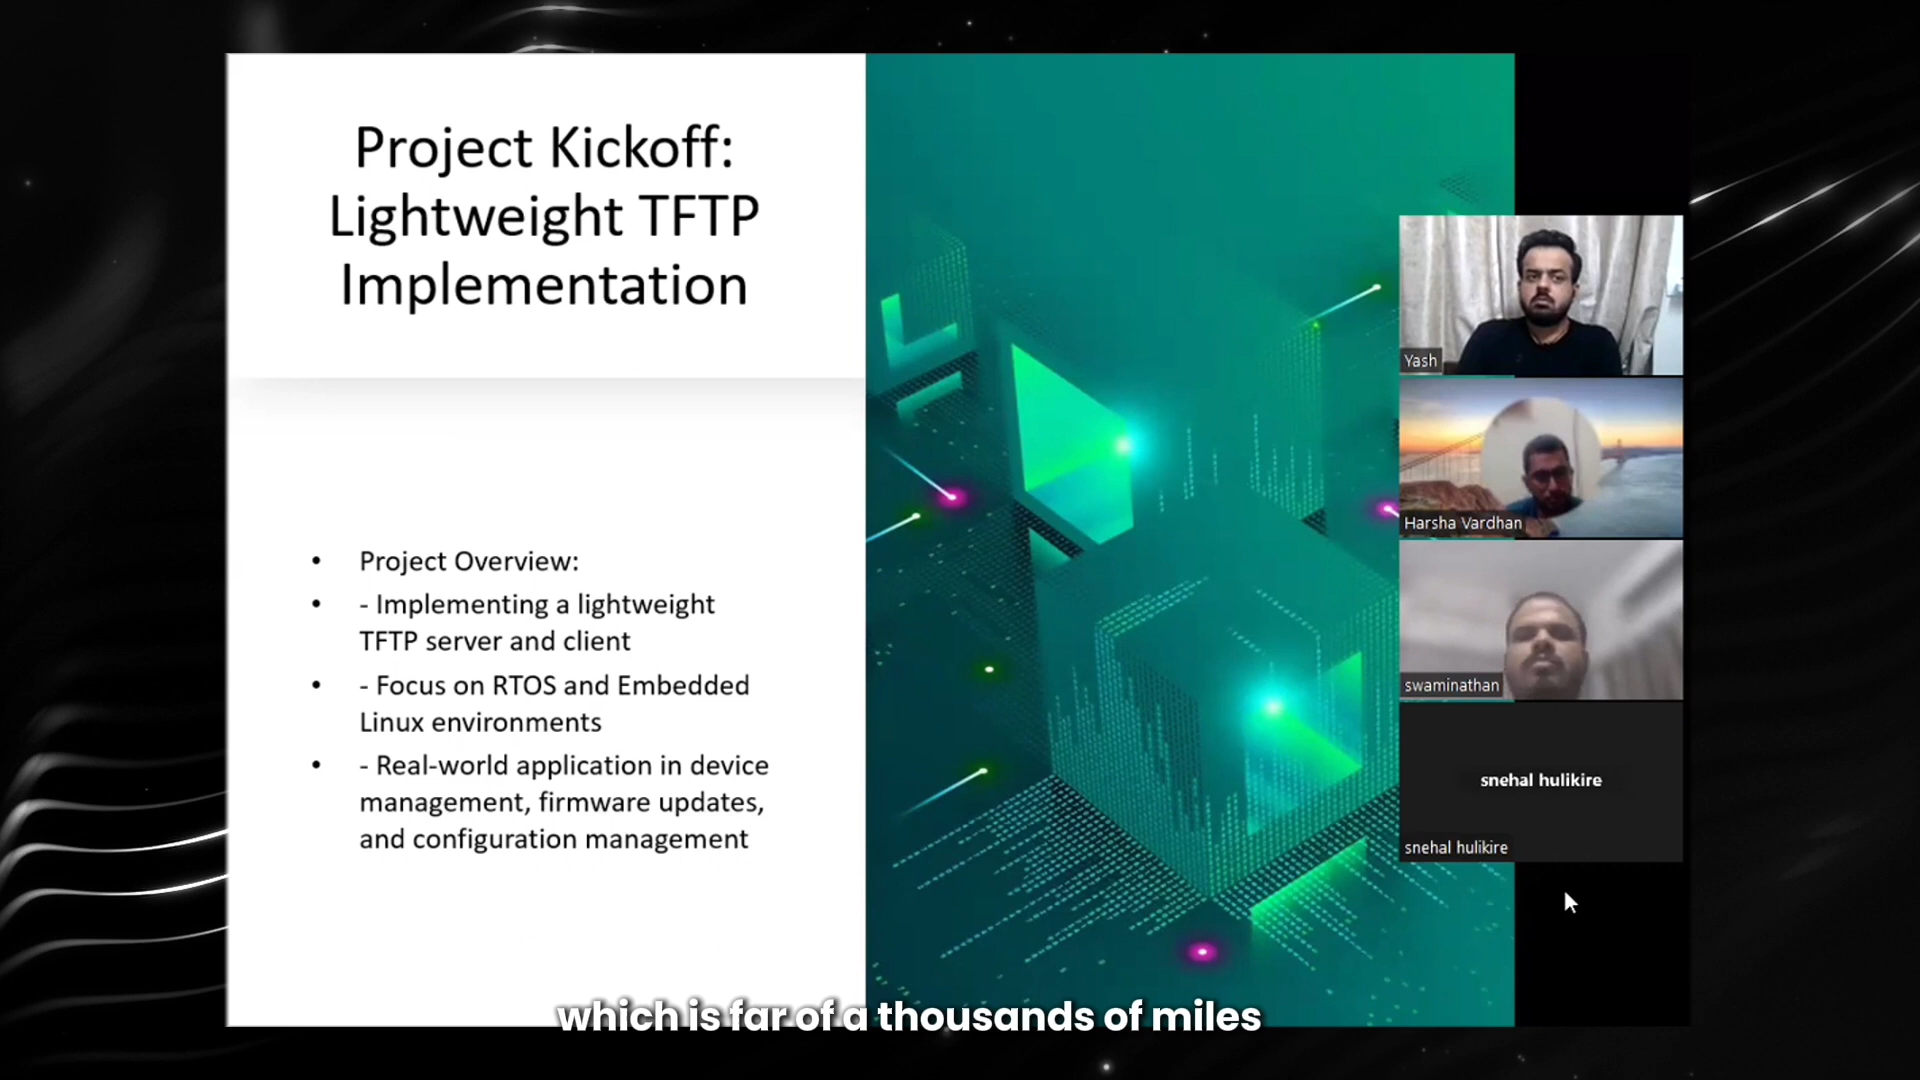 Project Kickoff:
Lightweight TFTP
Implementation
• Project Overview:
• - Implementing a lightweight
TFTP server and client
• - Focus on RTOS and Embedded
Linux environments
• - Real-world application in device
management, firmware updates,
and configuration management
Yash
Harsha Vardhan
swaminathan
snehal hulikire
snehal hulikire
which is far of a thousands of miles